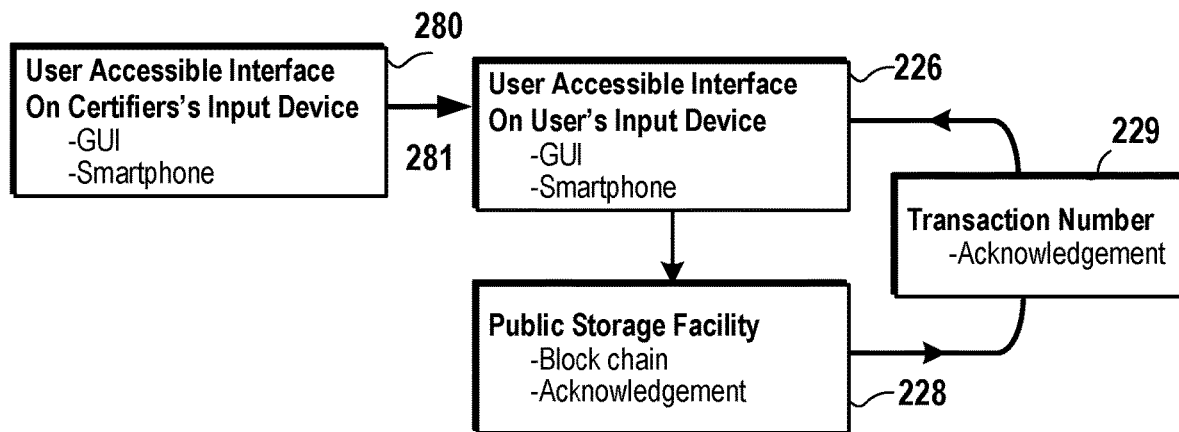 280
User Accessible Interface
On Certifiers's Input Device
-GUI
-Smartphone
281
226
User Accessible Interface
On User's Input Device
-GUI
-Smartphone
229
Transaction Number
-Acknowledgement
Public Storage Facility
-Block chain
-Acknowledgement
228